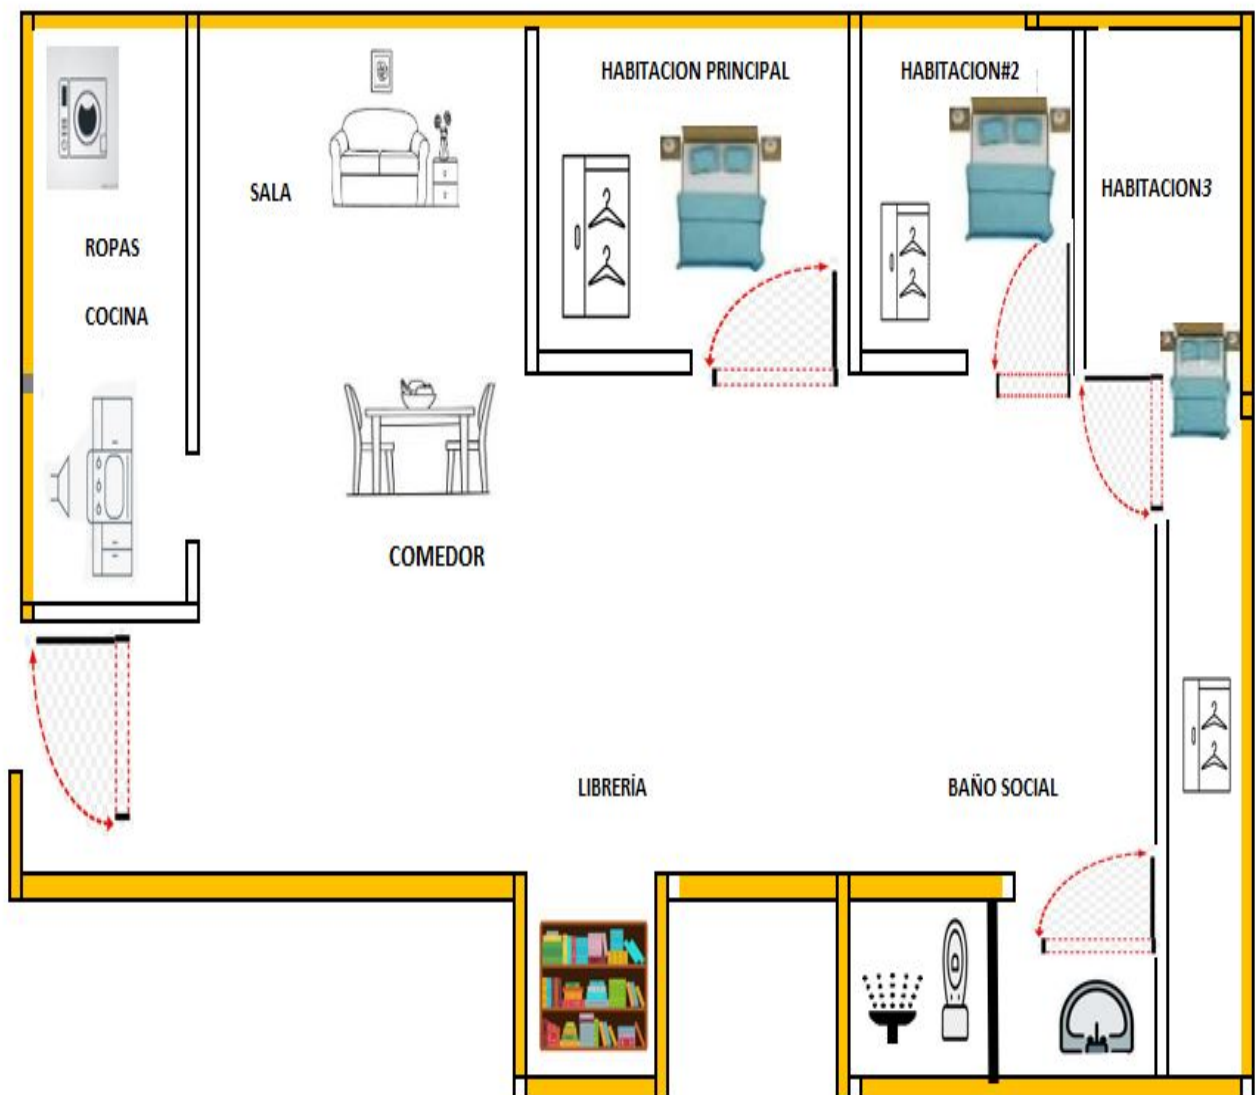 HABITACION PRINCIPAL
HABITACION#2
HABITACION3
SALA
ROPAS
COCINA
COMEDOR
LIBRERÍA
BAÑO SOCIAL